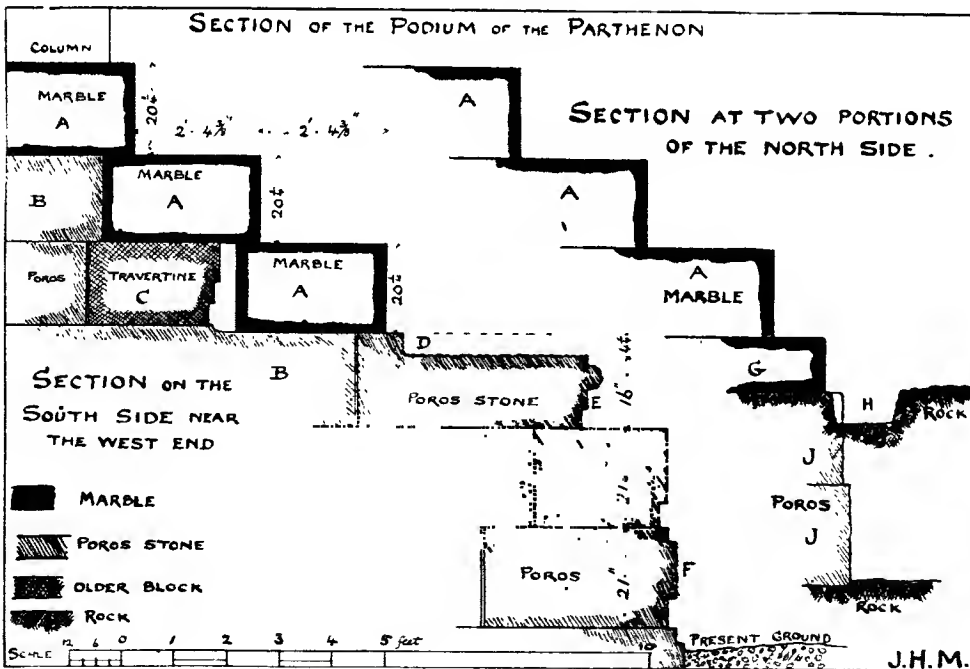 SECTION OF THE PODIUM OF THE PARTHENON
COLUMN
MARBLE
A
20¼
2'. 4⅜" 2'. 4⅜"
A
SECTION AT TWO PORTIONS
OF THE NORTH SIDE.
B
MARBLE
A
20¼
A
POROS
TRAVERTINE
C
MARBLE
A
20¼
A
MARBLE
B
D
POROS STONE
E
16"
4¼
G
H
ROCK
SECTION ON THE
SOUTH SIDE NEAR
THE WEST END
21"
J
POROS
J
MARBLE
POROS STONE
OLDER BLOCK
ROCK
POROS
21"
F
ROCK
SCALE 12 6 0 1 2 3 4 5 feet 10
PRESENT GROUND
J.H.M.